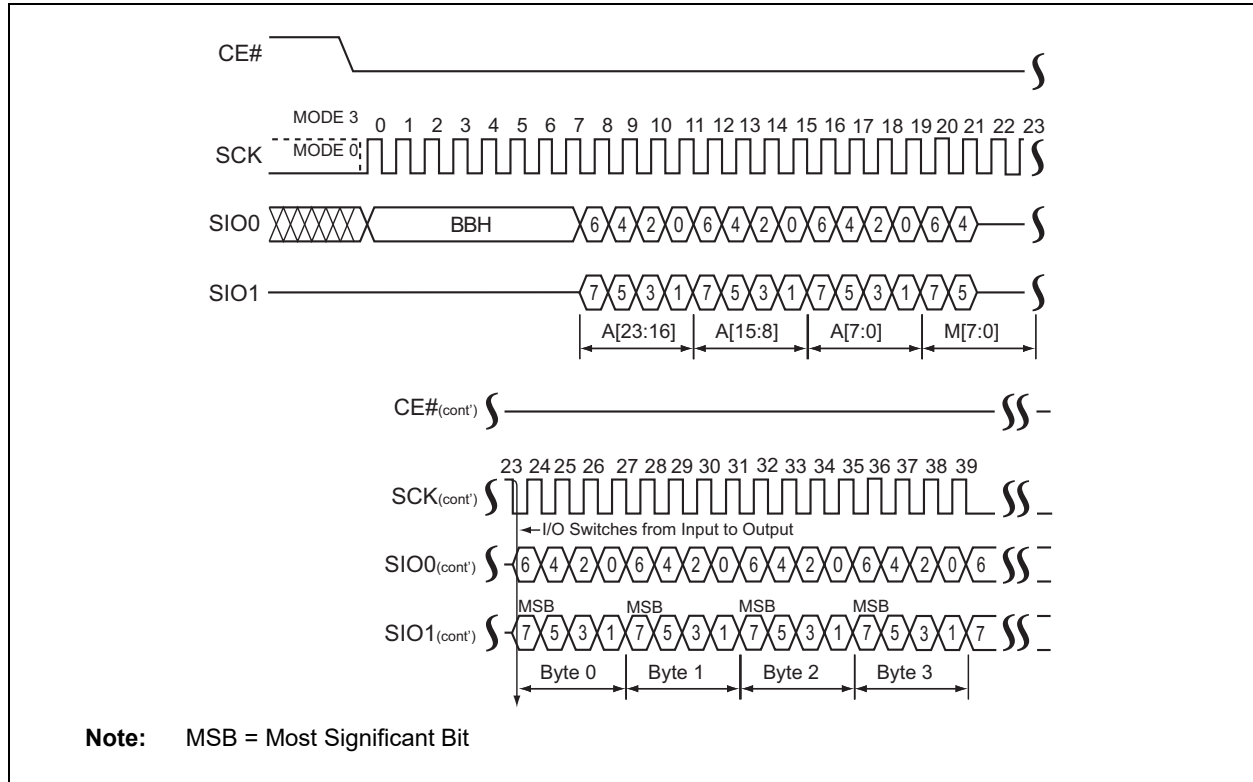 CE#
MODE 3
0 1 2 3 4 5 6 7 8 9 10 11 12 13 14 15 16 17 18 19 20 21 22 23
SCK
MODE 0
SIO0
BBH
6 4 2 0 6 4 2 0 6 4 2 0 6 4
SIO1
7 5 3 1 7 5 3 1 7 5 3 1 7 5
A[23:16] A[15:8] A[7:0] M[7:0]
CE#(cont')
23 24 25 26 27 28 29 30 31 32 33 34 35 36 37 38 39
SCK(cont')
I/O Switches from Input to Output
SIO0(cont')
6 4 2 0 6 4 2 0 6 4 2 0 6 4 2 0 6
MSB MSB MSB MSB
SIO1(cont')
7 5 3 1 7 5 3 1 7 5 3 1 7 5 3 1 7
Byte 0 Byte 1 Byte 2 Byte 3
Note: MSB = Most Significant Bit